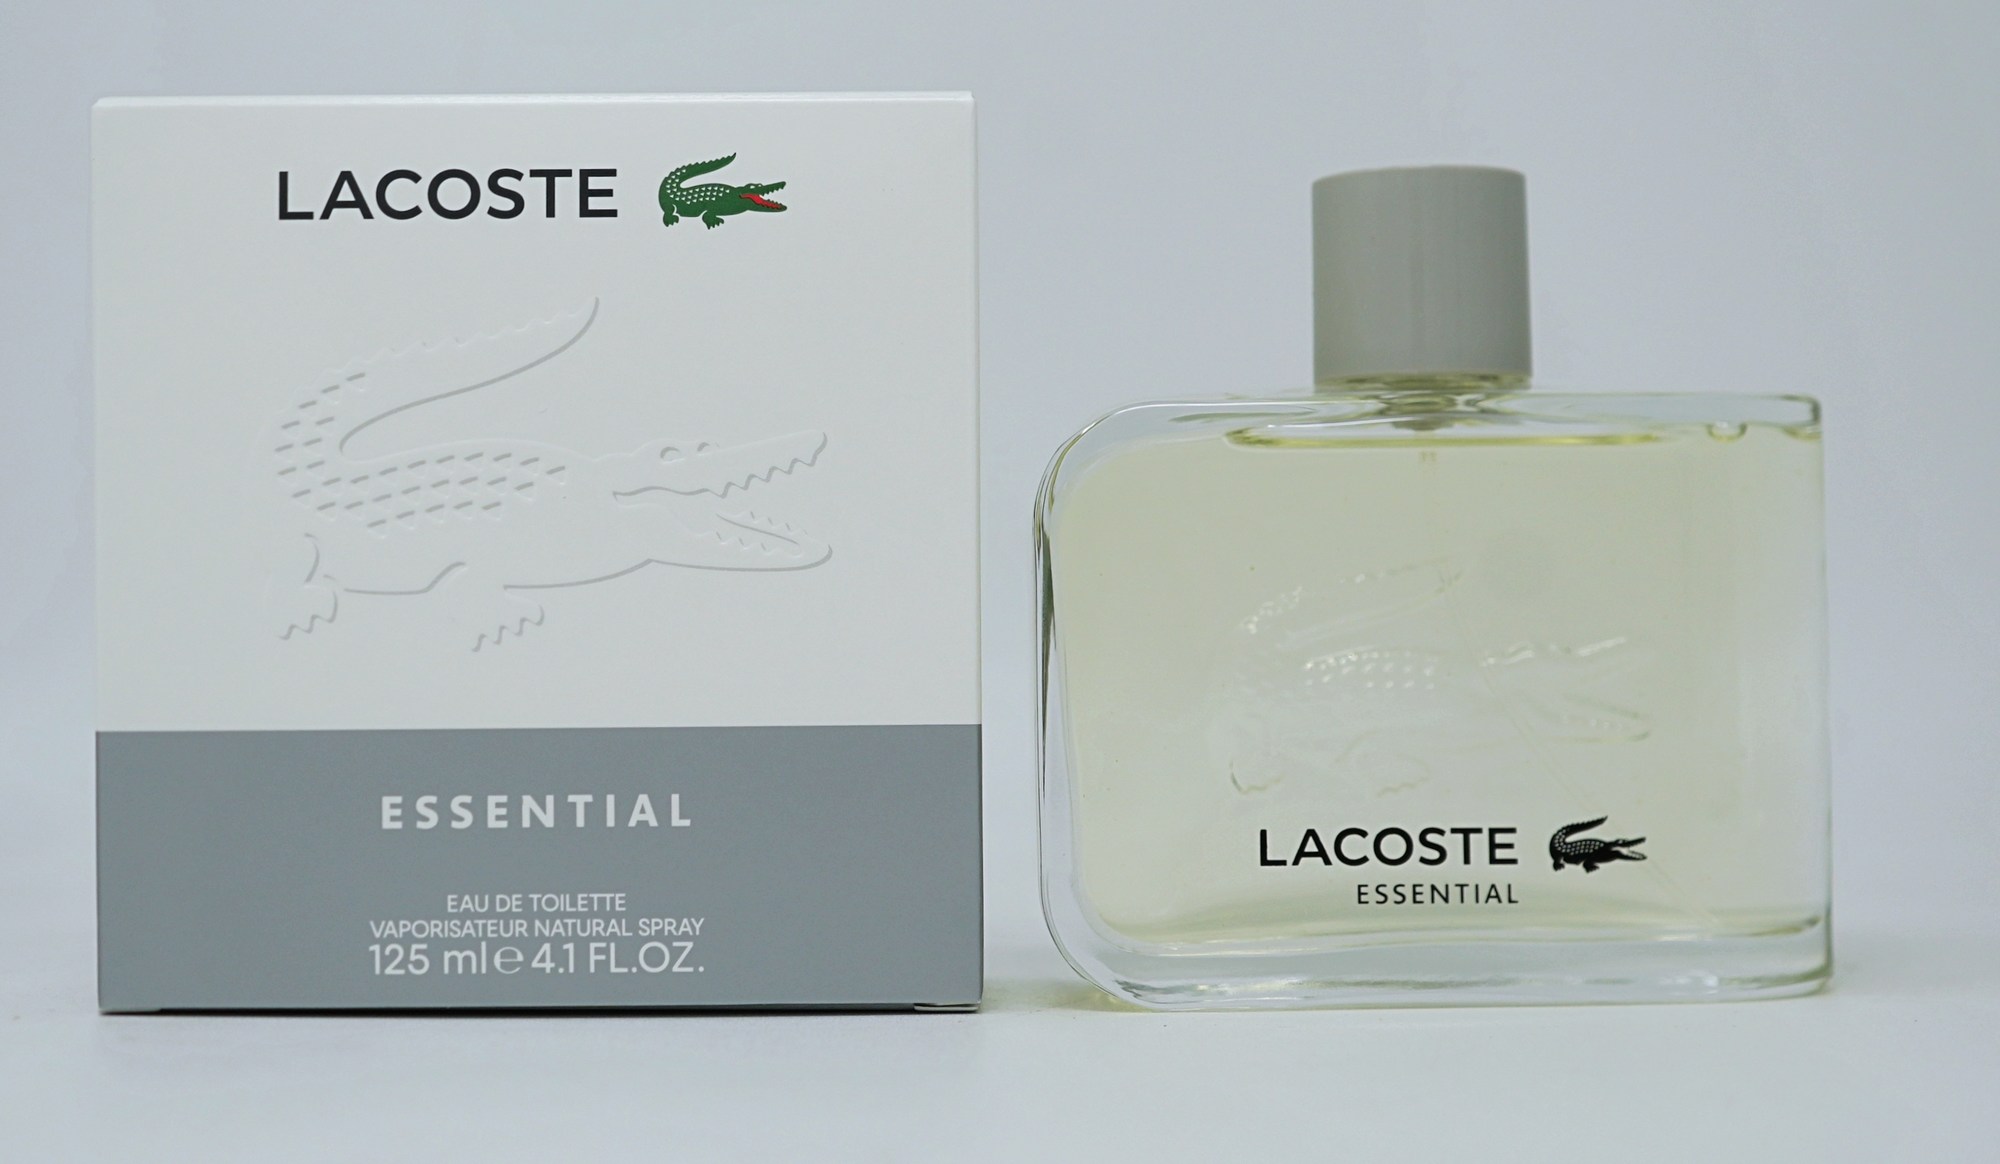 LACOSTE
ESSENTIAL
EAU DE TOILETTE
VAPORISATEUR NATURAL SPRAY
125 ml e 4.1 FL.OZ.
LACOSTE
ESSENTIAL